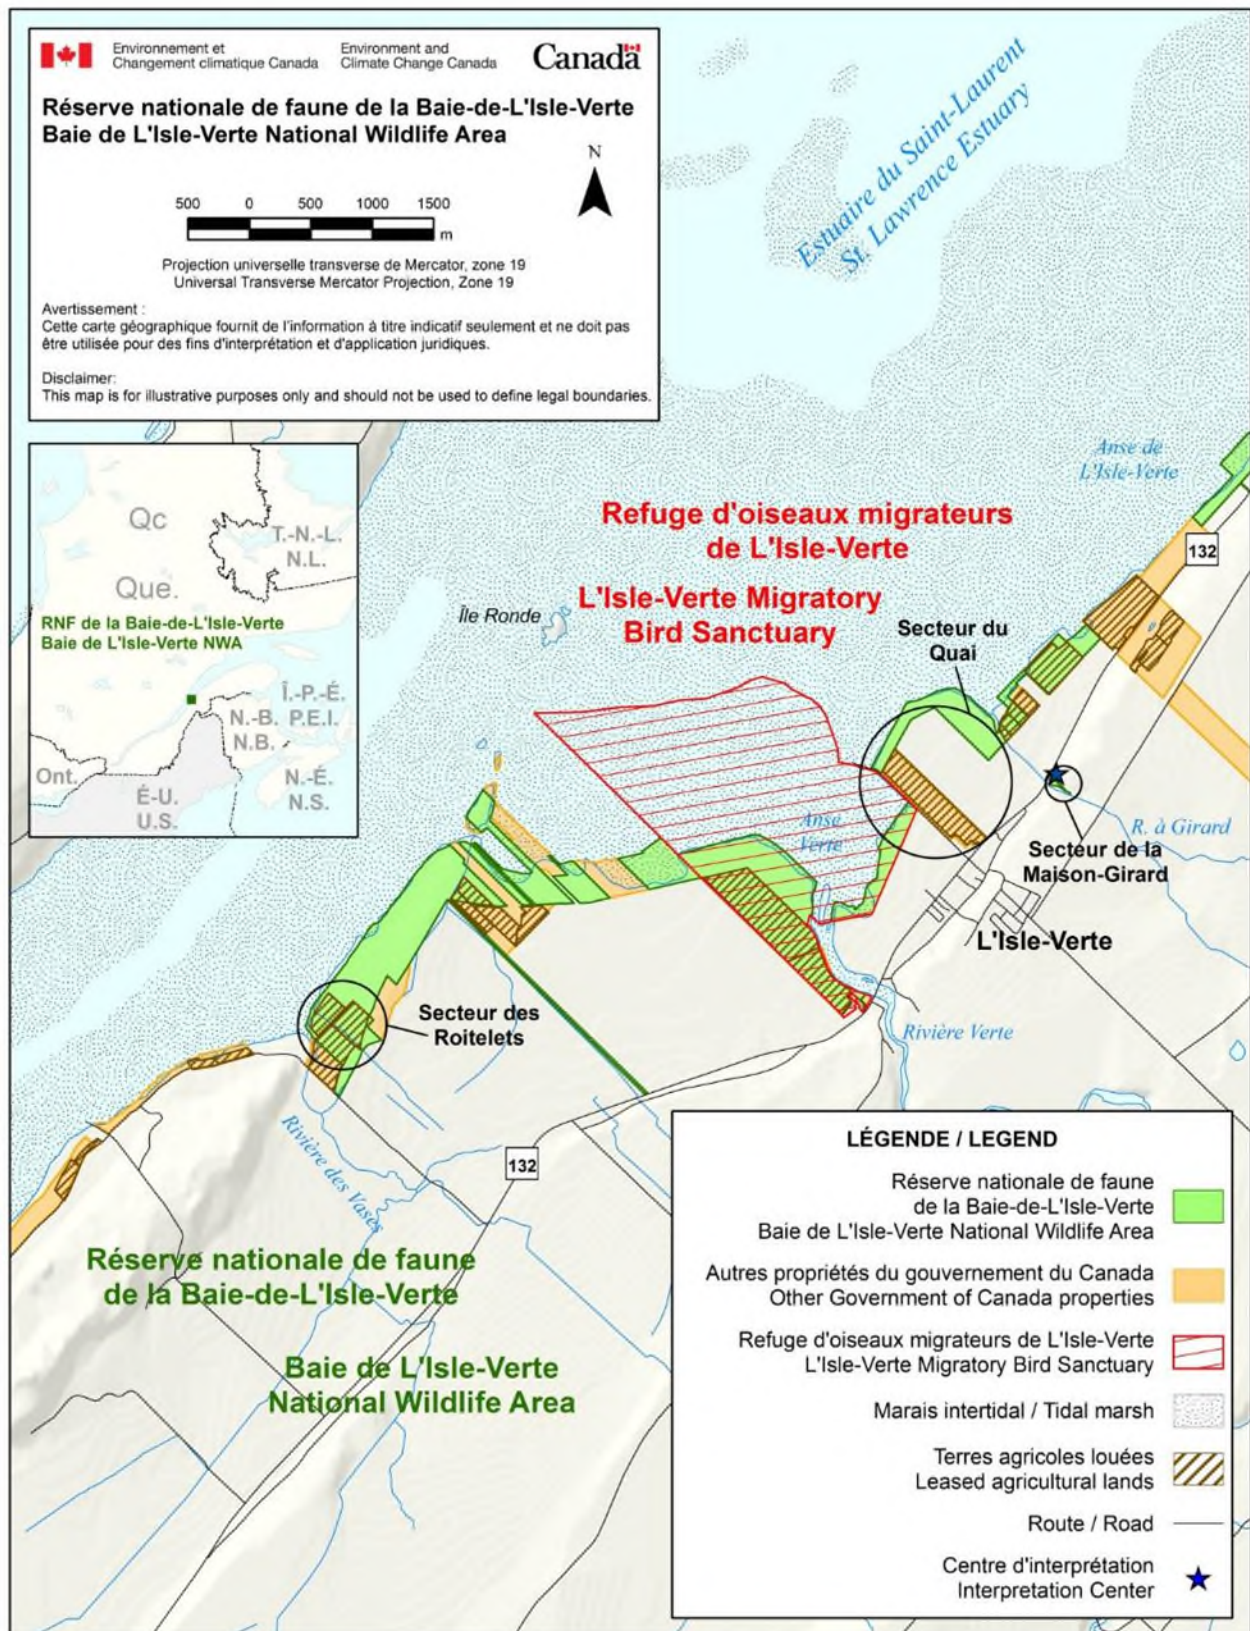 Environnement et
Changement climatique Canada
Environment and
Climate Change Canada
Canada
Réserve nationale de faune de la Baie-de-L'Isle-Verte
Baie de L'Isle-Verte National Wildlife Area
N
500 0 500 1000 1500
m
Projection universelle transverse de Mercator, zone 19
Universal Transverse Mercator Projection, Zone 19
Avertissement :
Cette carte géographique fournit de l'information à titre indicatif seulement et ne doit pas
être utilisée pour des fins d'interprétation et d'application juridiques.
Disclaimer:
This map is for illustrative purposes only and should not be used to define legal boundaries.
Estuaire du Saint-Laurent
St. Lawrence Estuary
Qc
Que.
T.-N.-L.
N.L.
RNF de la Baie-de-L'Isle-Verte
Baie de L'Isle-Verte NWA
Î.-P.-É.
P.E.I.
N.-B.
N.B.
Ont.
É-U.
U.S.
N.-É.
N.S.
Anse de
L'Isle-Verte
132
Refuge d'oiseaux migrateurs
de L'Isle-Verte
L'Isle-Verte Migratory
Bird Sanctuary
Île Ronde
Secteur du
Quai
Anse
Verte
R. à Girard
Secteur de la
Maison-Girard
L'Isle-Verte
Secteur des
Roitelets
Rivière Verte
Rivière des Vases
132
Réserve nationale de faune
de la Baie-de-L'Isle-Verte
Baie de L'Isle-Verte
National Wildlife Area
LÉGENDE / LEGEND
Réserve nationale de faune
de la Baie-de-L'Isle-Verte
Baie de L'Isle-Verte National Wildlife Area
Autres propriétés du gouvernement du Canada
Other Government of Canada properties
Refuge d'oiseaux migrateurs de L'Isle-Verte
L'Isle-Verte Migratory Bird Sanctuary
Marais intertidal / Tidal marsh
Terres agricoles louées
Leased agricultural lands
Route / Road
Centre d'interprétation
Interpretation Center